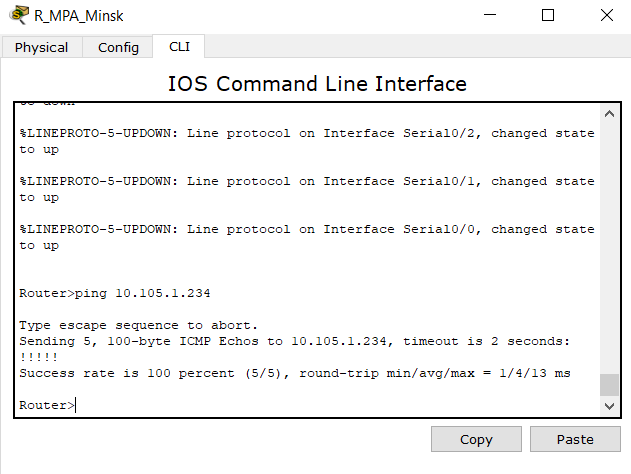 R_MPA_Minsk
Physical Config CLI
IOS Command Line Interface
to down
%LINEPROTO-5-UPDOWN: Line protocol on Interface Serial0/2, changed state
to up
%LINEPROTO-5-UPDOWN: Line protocol on Interface Serial0/1, changed state
to up
%LINEPROTO-5-UPDOWN: Line protocol on Interface Serial0/0, changed state
to up
Router>ping 10.105.1.234
Type escape sequence to abort.
Sending 5, 100-byte ICMP Echos to 10.105.1.234, timeout is 2 seconds:
!!!!!
Success rate is 100 percent (5/5), round-trip min/avg/max = 1/4/13 ms
Router>
Copy Paste